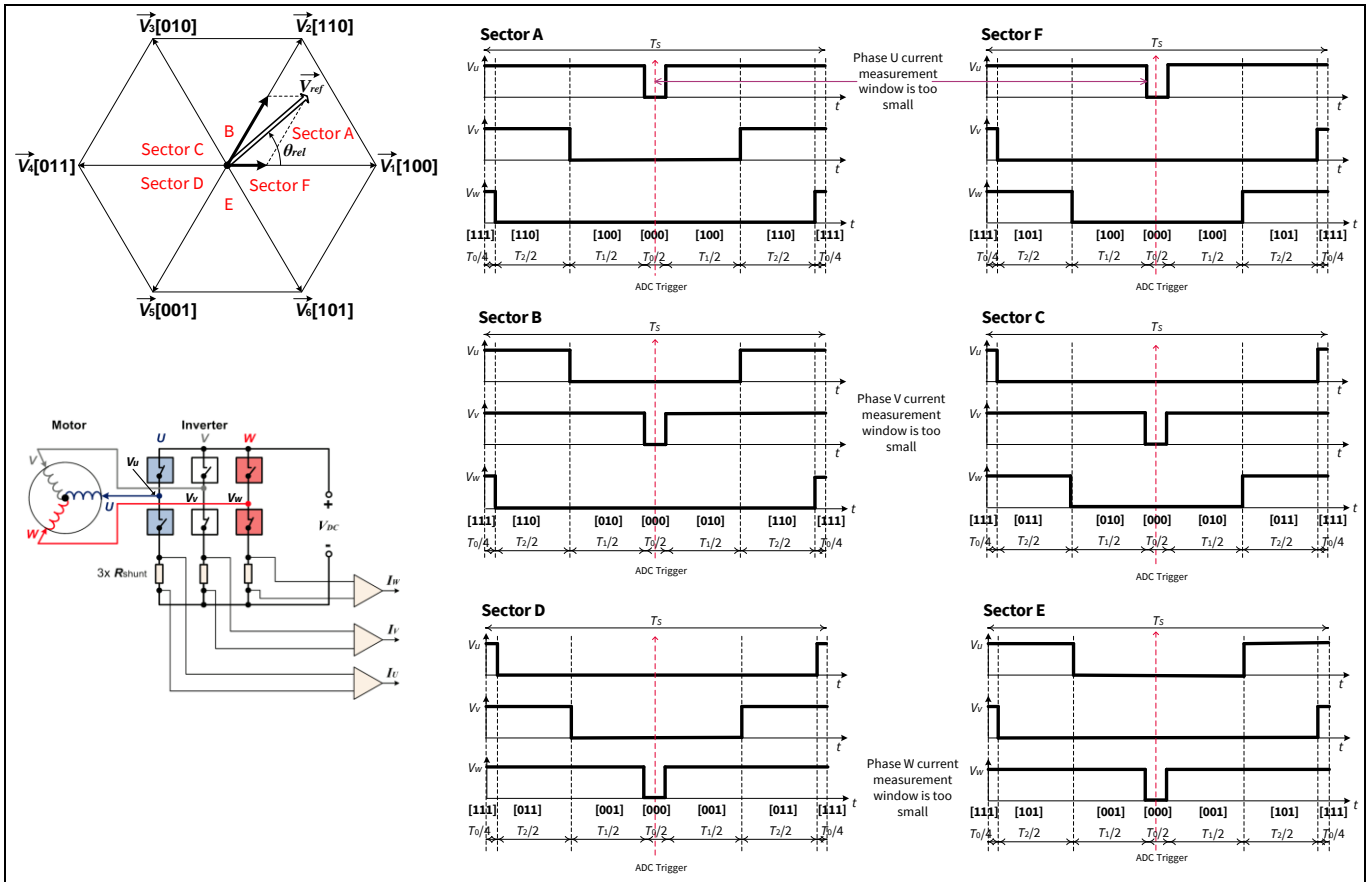 V3[010]
V2[110]
Vref
B
Sector A
Sector C
θrel
V4[011]
V1[100]
Sector D
Sector F
E
V5[001]
V6[101]
Motor
Inverter
U
V
W
V
Vu
U
Vv
Vw
W
+
VDC
-
3x Rshunt
IW
IV
IU
Sector A
Ts
Vu
t
Vv
t
Vw
t
[111] [110] [100] [000] [100] [110] [111]
T0/4 T2/2 T1/2 T0/2 T1/2 T2/2 T0/4
ADC Trigger
Phase U current
measurement
window is too
small
Sector F
Ts
Vu
t
Vv
t
Vw
t
[111] [101] [100] [000] [100] [101] [111]
T0/4 T2/2 T1/2 T0/2 T1/2 T2/2 T0/4
ADC Trigger
Sector B
Ts
Vu
t
Vv
t
Vw
t
[111] [110] [010] [000] [010] [110] [111]
T0/4 T2/2 T1/2 T0/2 T1/2 T2/2 T0/4
ADC Trigger
Phase V current
measurement
window is too
small
Sector C
Ts
Vu
t
Vv
t
Vw
t
[111] [011] [010] [000] [010] [011] [111]
T0/4 T2/2 T1/2 T0/2 T1/2 T2/2 T0/4
ADC Trigger
Sector D
Ts
Vu
t
Vv
t
Vw
t
[111] [011] [001] [000] [001] [011] [111]
T0/4 T2/2 T1/2 T0/2 T1/2 T2/2 T0/4
ADC Trigger
Phase W current
measurement
window is too
small
Sector E
Ts
Vu
t
Vv
t
Vw
t
[111] [101] [001] [000] [001] [101] [111]
T0/4 T2/2 T1/2 T0/2 T1/2 T2/2 T0/4
ADC Trigger